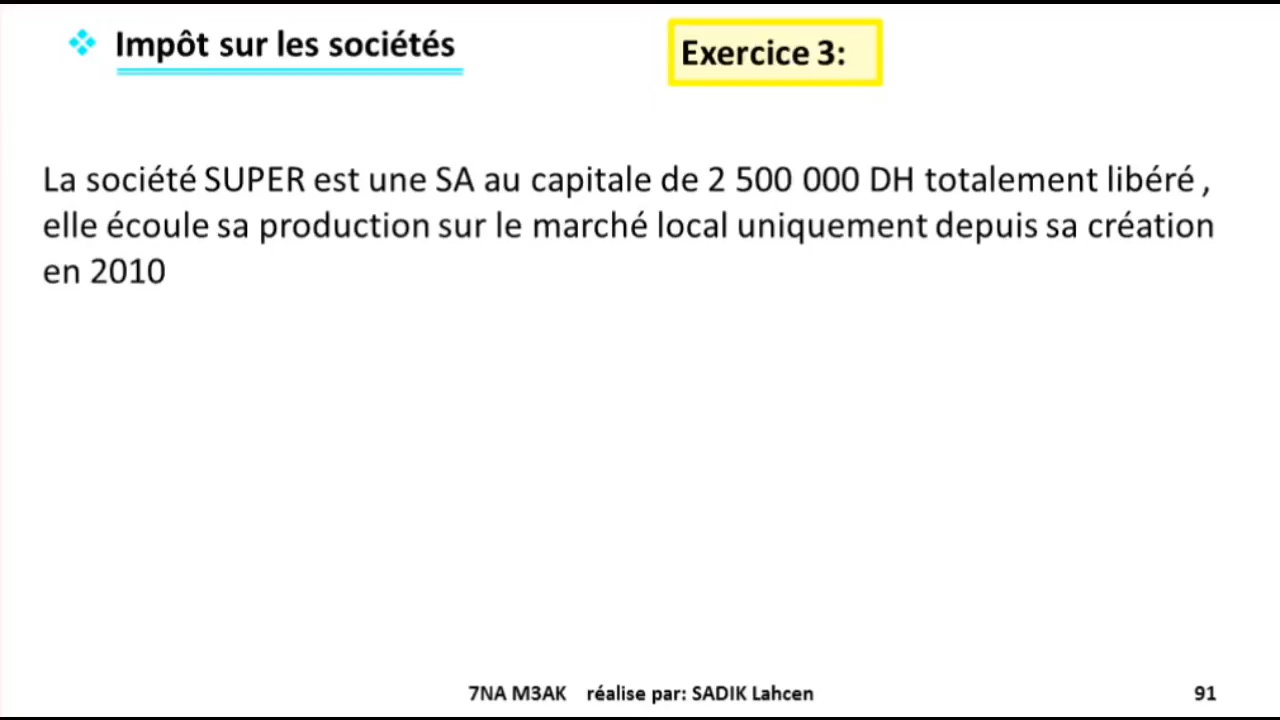 Impôt sur les sociétés
Exercice 3:
La société SUPER est une SA au capitale de 2 500 000 DH totalement libéré ,
elle écoule sa production sur le marché local uniquement depuis sa création
en 2010
7NA M3AK réalise par: SADIK Lahcen
91